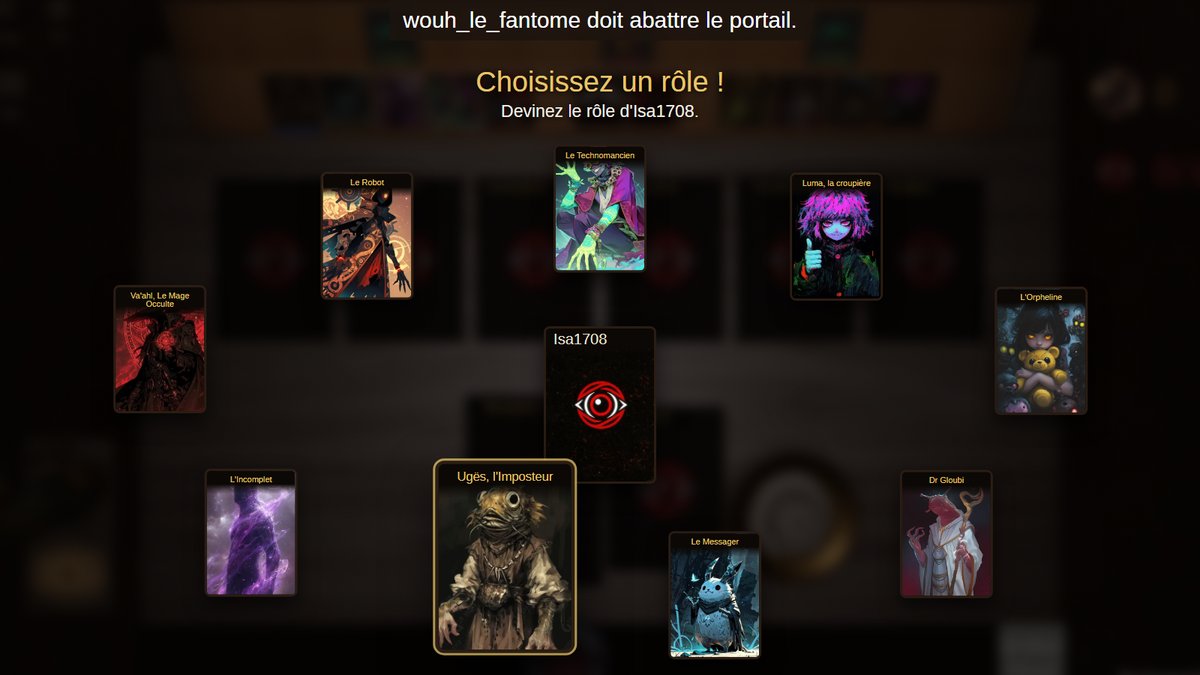 wouh_le_fantome doit abattre le portail.
Choisissez un rôle !
Devinez le rôle d'Isa1708.
Le Technomancien
Le Robot
Luma, la croupière
Va'ahl, Le Mage
Occulte
L'Orpheline
Isa1708
L'Incomplet
Ugës, l'Imposteur
Dr Gloubi
Le Messager